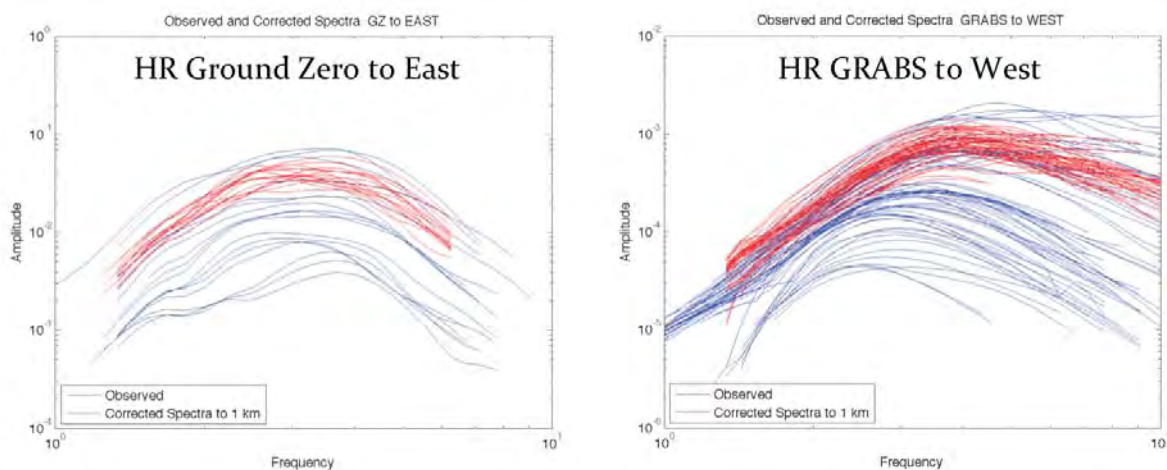 Observed and Corrected Spectra GZ to EAST
HR Ground Zero to East
10^0
10^-1
10^-2
10^-3
10^-4
Amplitude
Observed
Corrected Spectra to 1 km
10^0
10^1
Frequency
Observed and Corrected Spectra GRABS to WEST
HR GRABS to West
10^-1
10^-2
10^-3
10^-4
10^-5
10^-6
Amplitude
Observed
Corrected Spectra to 1 km
10^0
10^1
Frequency